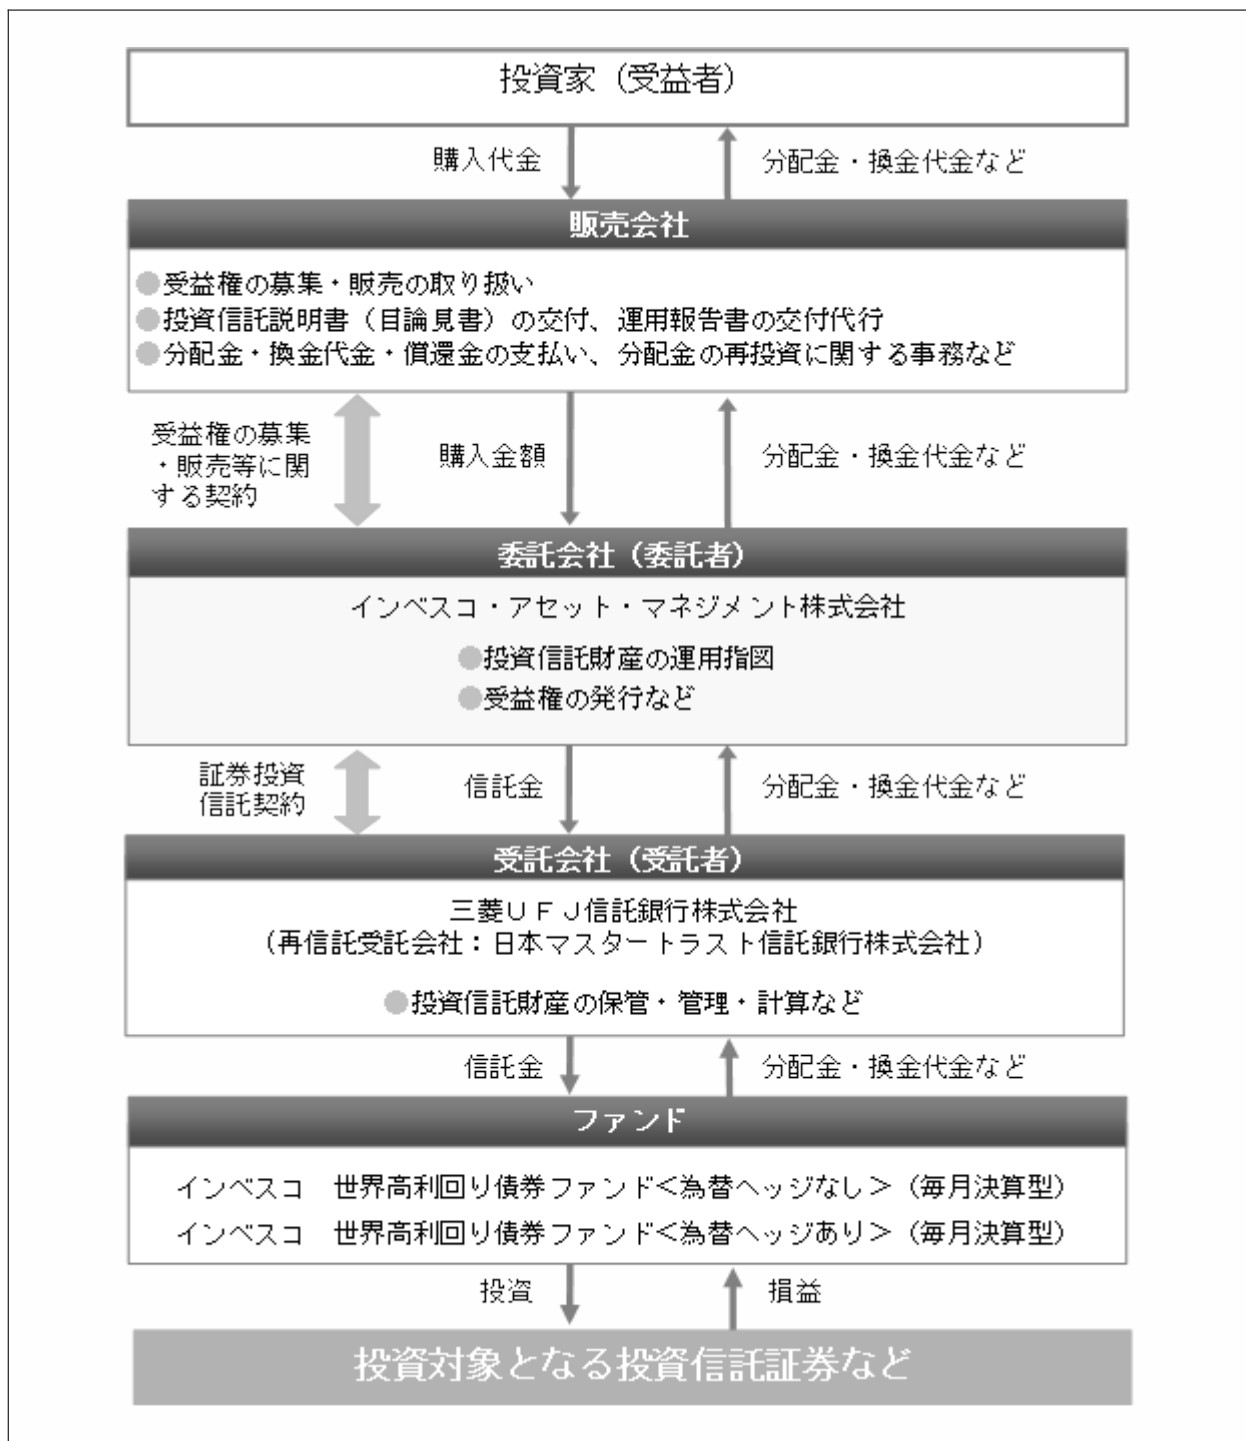 投資家（受益者）
購入代金
分配金・換金代金など
販売会社
●受益権の募集・販売の取り扱い
●投資信託説明書（目論見書）の交付、運用報告書の交付代行
●分配金・換金代金・償還金の支払い、分配金の再投資に関する事務など
受益権の募集
・販売等に関
する契約
購入金額
分配金・換金代金など
委託会社（委託者）
インベスコ・アセット・マネジメント株式会社
●投資信託財産の運用指図
●受益権の発行など
証券投資
信託契約
信託金
分配金・換金代金など
受託会社（受託者）
三菱ＵＦＪ信託銀行株式会社
（再信託受託会社：日本マスタートラスト信託銀行株式会社）
●投資信託財産の保管・管理・計算など
信託金
分配金・換金代金など
ファンド
インベスコ　世界高利回り債券ファンド＜為替ヘッジなし＞（毎月決算型）
インベスコ　世界高利回り債券ファンド＜為替ヘッジあり＞（毎月決算型）
投資
損益
投資対象となる投資信託証券など